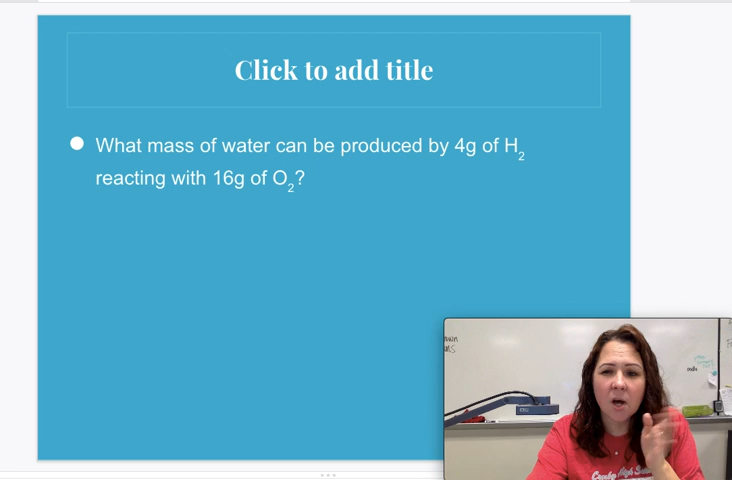 Click to add title
What mass of water can be produced by 4g of H₂
reacting with 16g of O₂?